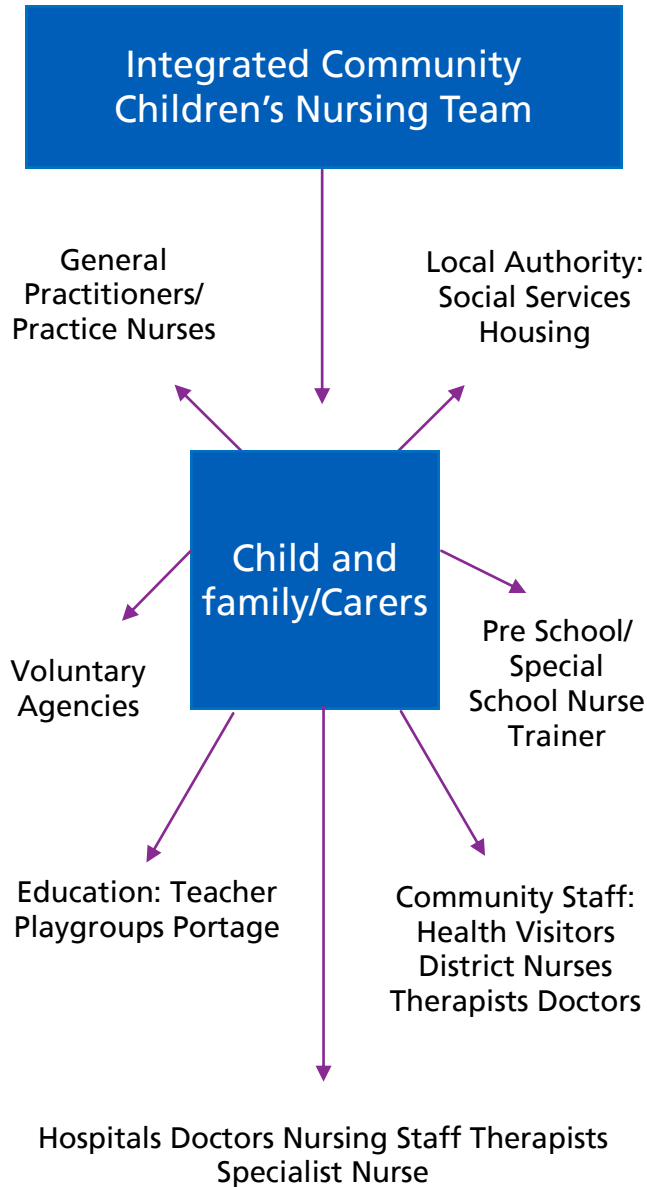 Integrated Community
Children’s Nursing Team
General
Practitioners/
Practice Nurses
Local Authority:
Social Services
Housing
Child and
family/Carers
Voluntary
Agencies
Pre School/
Special
School Nurse
Trainer
Education: Teacher
Playgroups Portage
Community Staff:
Health Visitors
District Nurses
Therapists Doctors
Hospitals Doctors Nursing Staff Therapists
Specialist Nurse